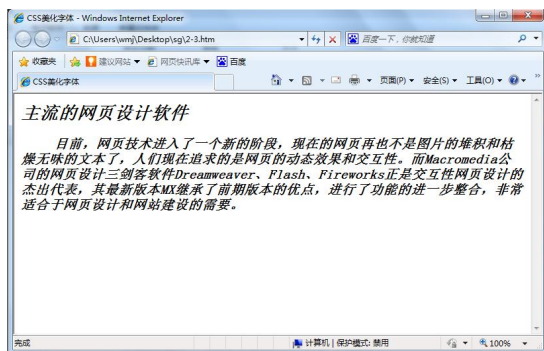 CSS美化字体 - Windows Internet Explorer
C:\Users\wmj\Desktop\sg\2-3.htm
百度一下，你就知道
收藏夹 建议网站 网页快讯库 百度
CSS美化字体 页面(P) 安全(S) 工具(O)
主流的网页设计软件
目前，网页技术进入了一个新的阶段，现在的网页再也不是图片的堆积和枯
燥无味的文本了，人们现在追求的是网页的动态效果和交互性。而Macromedia公
司的网页设计三剑客软件Dreamweaver、Flash、Fireworks正是交互性网页设计的
杰出代表，其最新版本MX继承了前期版本的优点，进行了功能的进一步整合，非常
适合于网页设计和网站建设的需要。
完成 计算机 | 保护模式: 禁用 100%